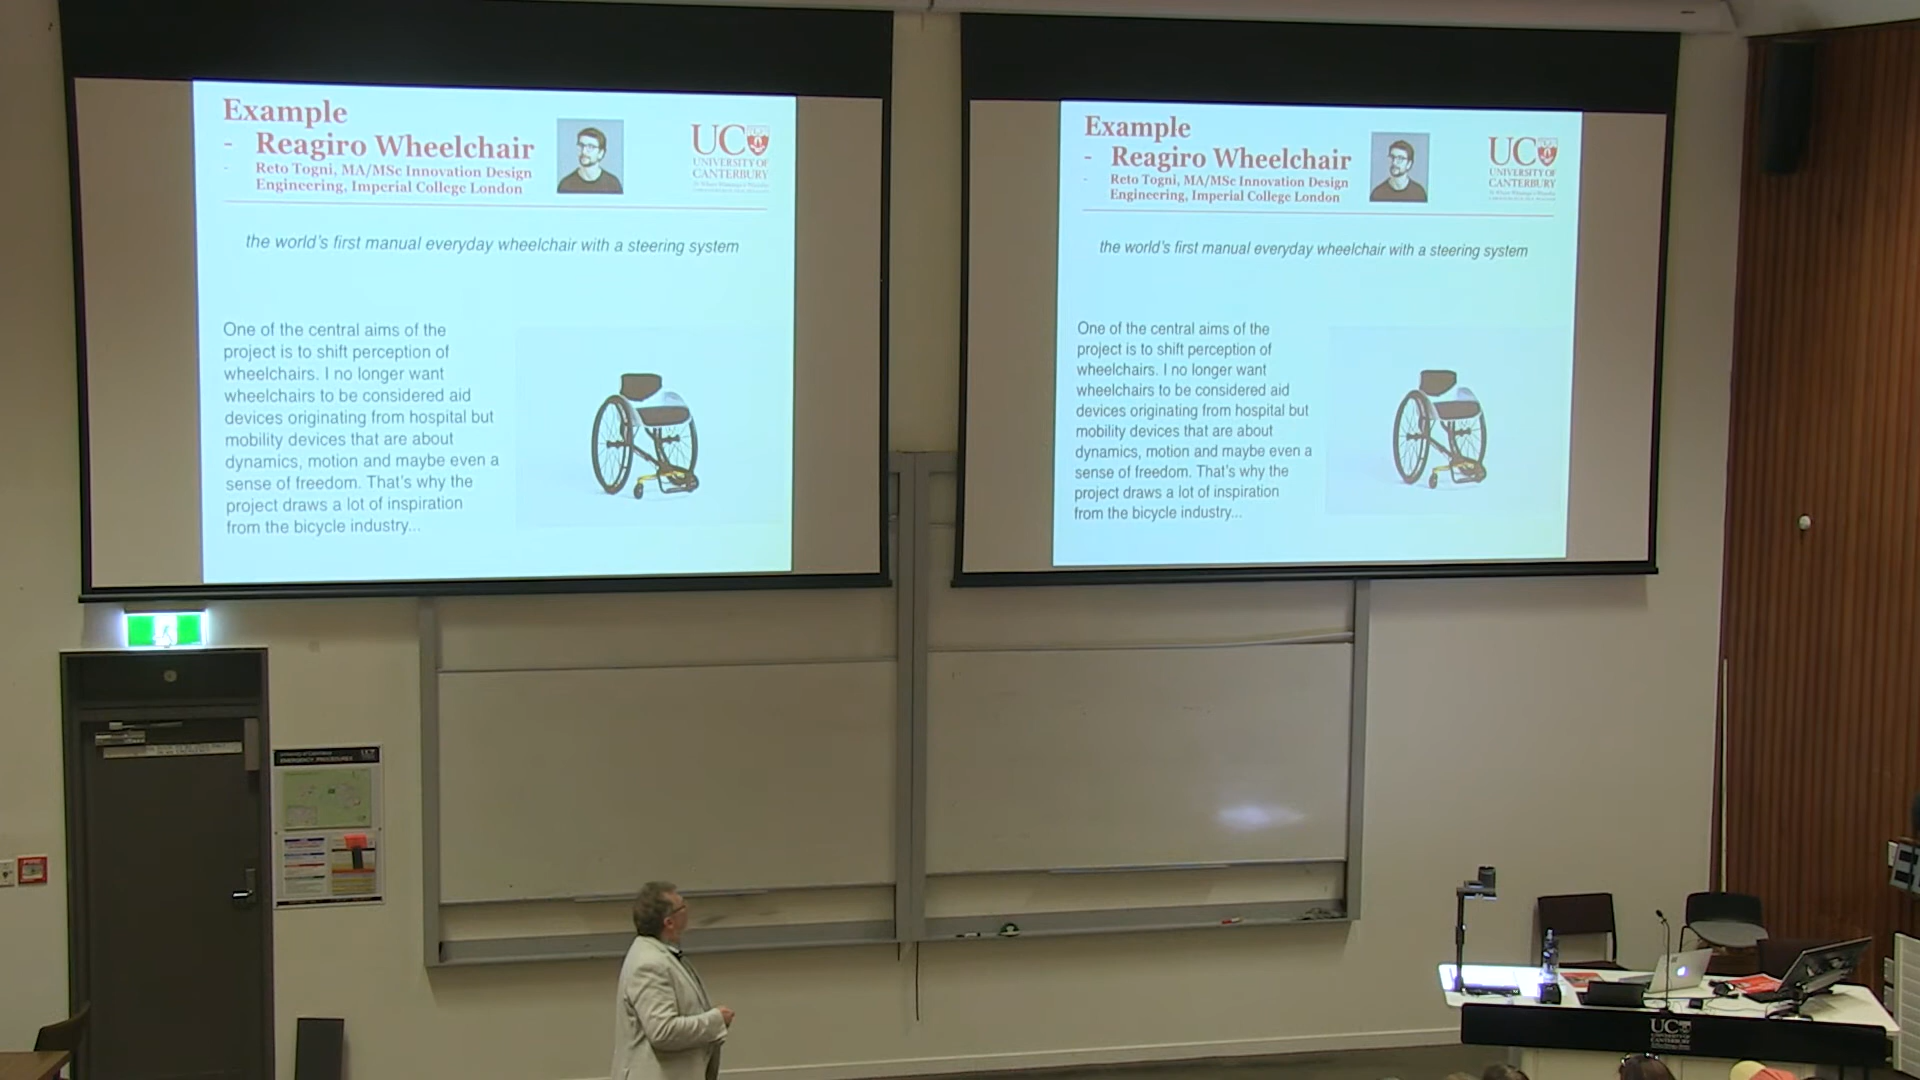 Example
- Reagiro Wheelchair
- Reto Togni, MA/MSc Innovation Design
Engineering, Imperial College London
UC
UNIVERSITY OF
CANTERBURY
the world's first manual everyday wheelchair with a steering system
One of the central aims of the
project is to shift perception of
wheelchairs. I no longer want
wheelchairs to be considered aid
devices originating from hospital but
mobility devices that are about
dynamics, motion and maybe even a
sense of freedom. That's why the
project draws a lot of inspiration
from the bicycle industry...
Example
- Reagiro Wheelchair
- Reto Togni, MA/MSc Innovation Design
Engineering, Imperial College London
UC
UNIVERSITY OF
CANTERBURY
the world's first manual everyday wheelchair with a steering system
One of the central aims of the
project is to shift perception of
wheelchairs. I no longer want
wheelchairs to be considered aid
devices originating from hospital but
mobility devices that are about
dynamics, motion and maybe even a
sense of freedom. That's why the
project draws a lot of inspiration
from the bicycle industry...
EMERGENCY PROCEDURES
UC
FIRE
UC
UNIVERSITY OF
CANTERBURY